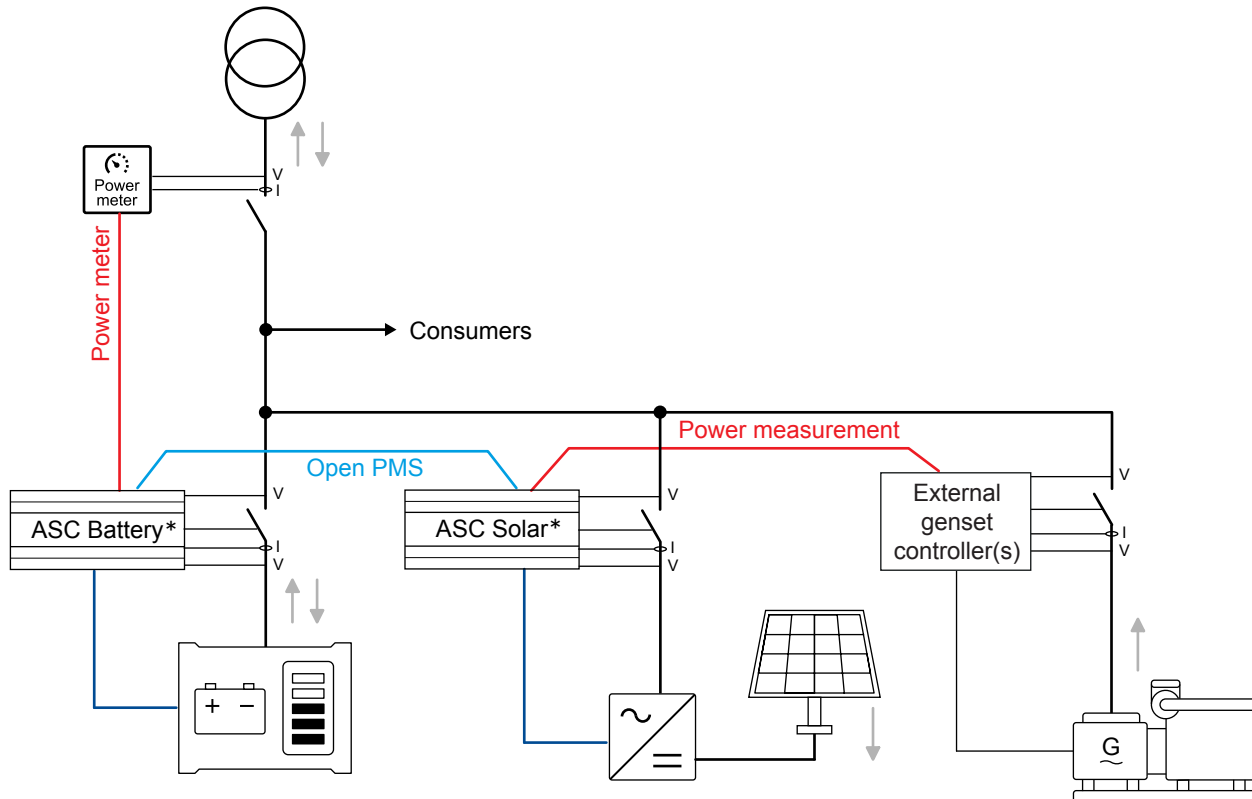 V
I
Power
meter
Power meter
Consumers
Power measurement
Open PMS
V
V
V
ASC Battery*
ASC Solar*
External
genset
controller(s)
I
I
I
V
V
V
+ −
G